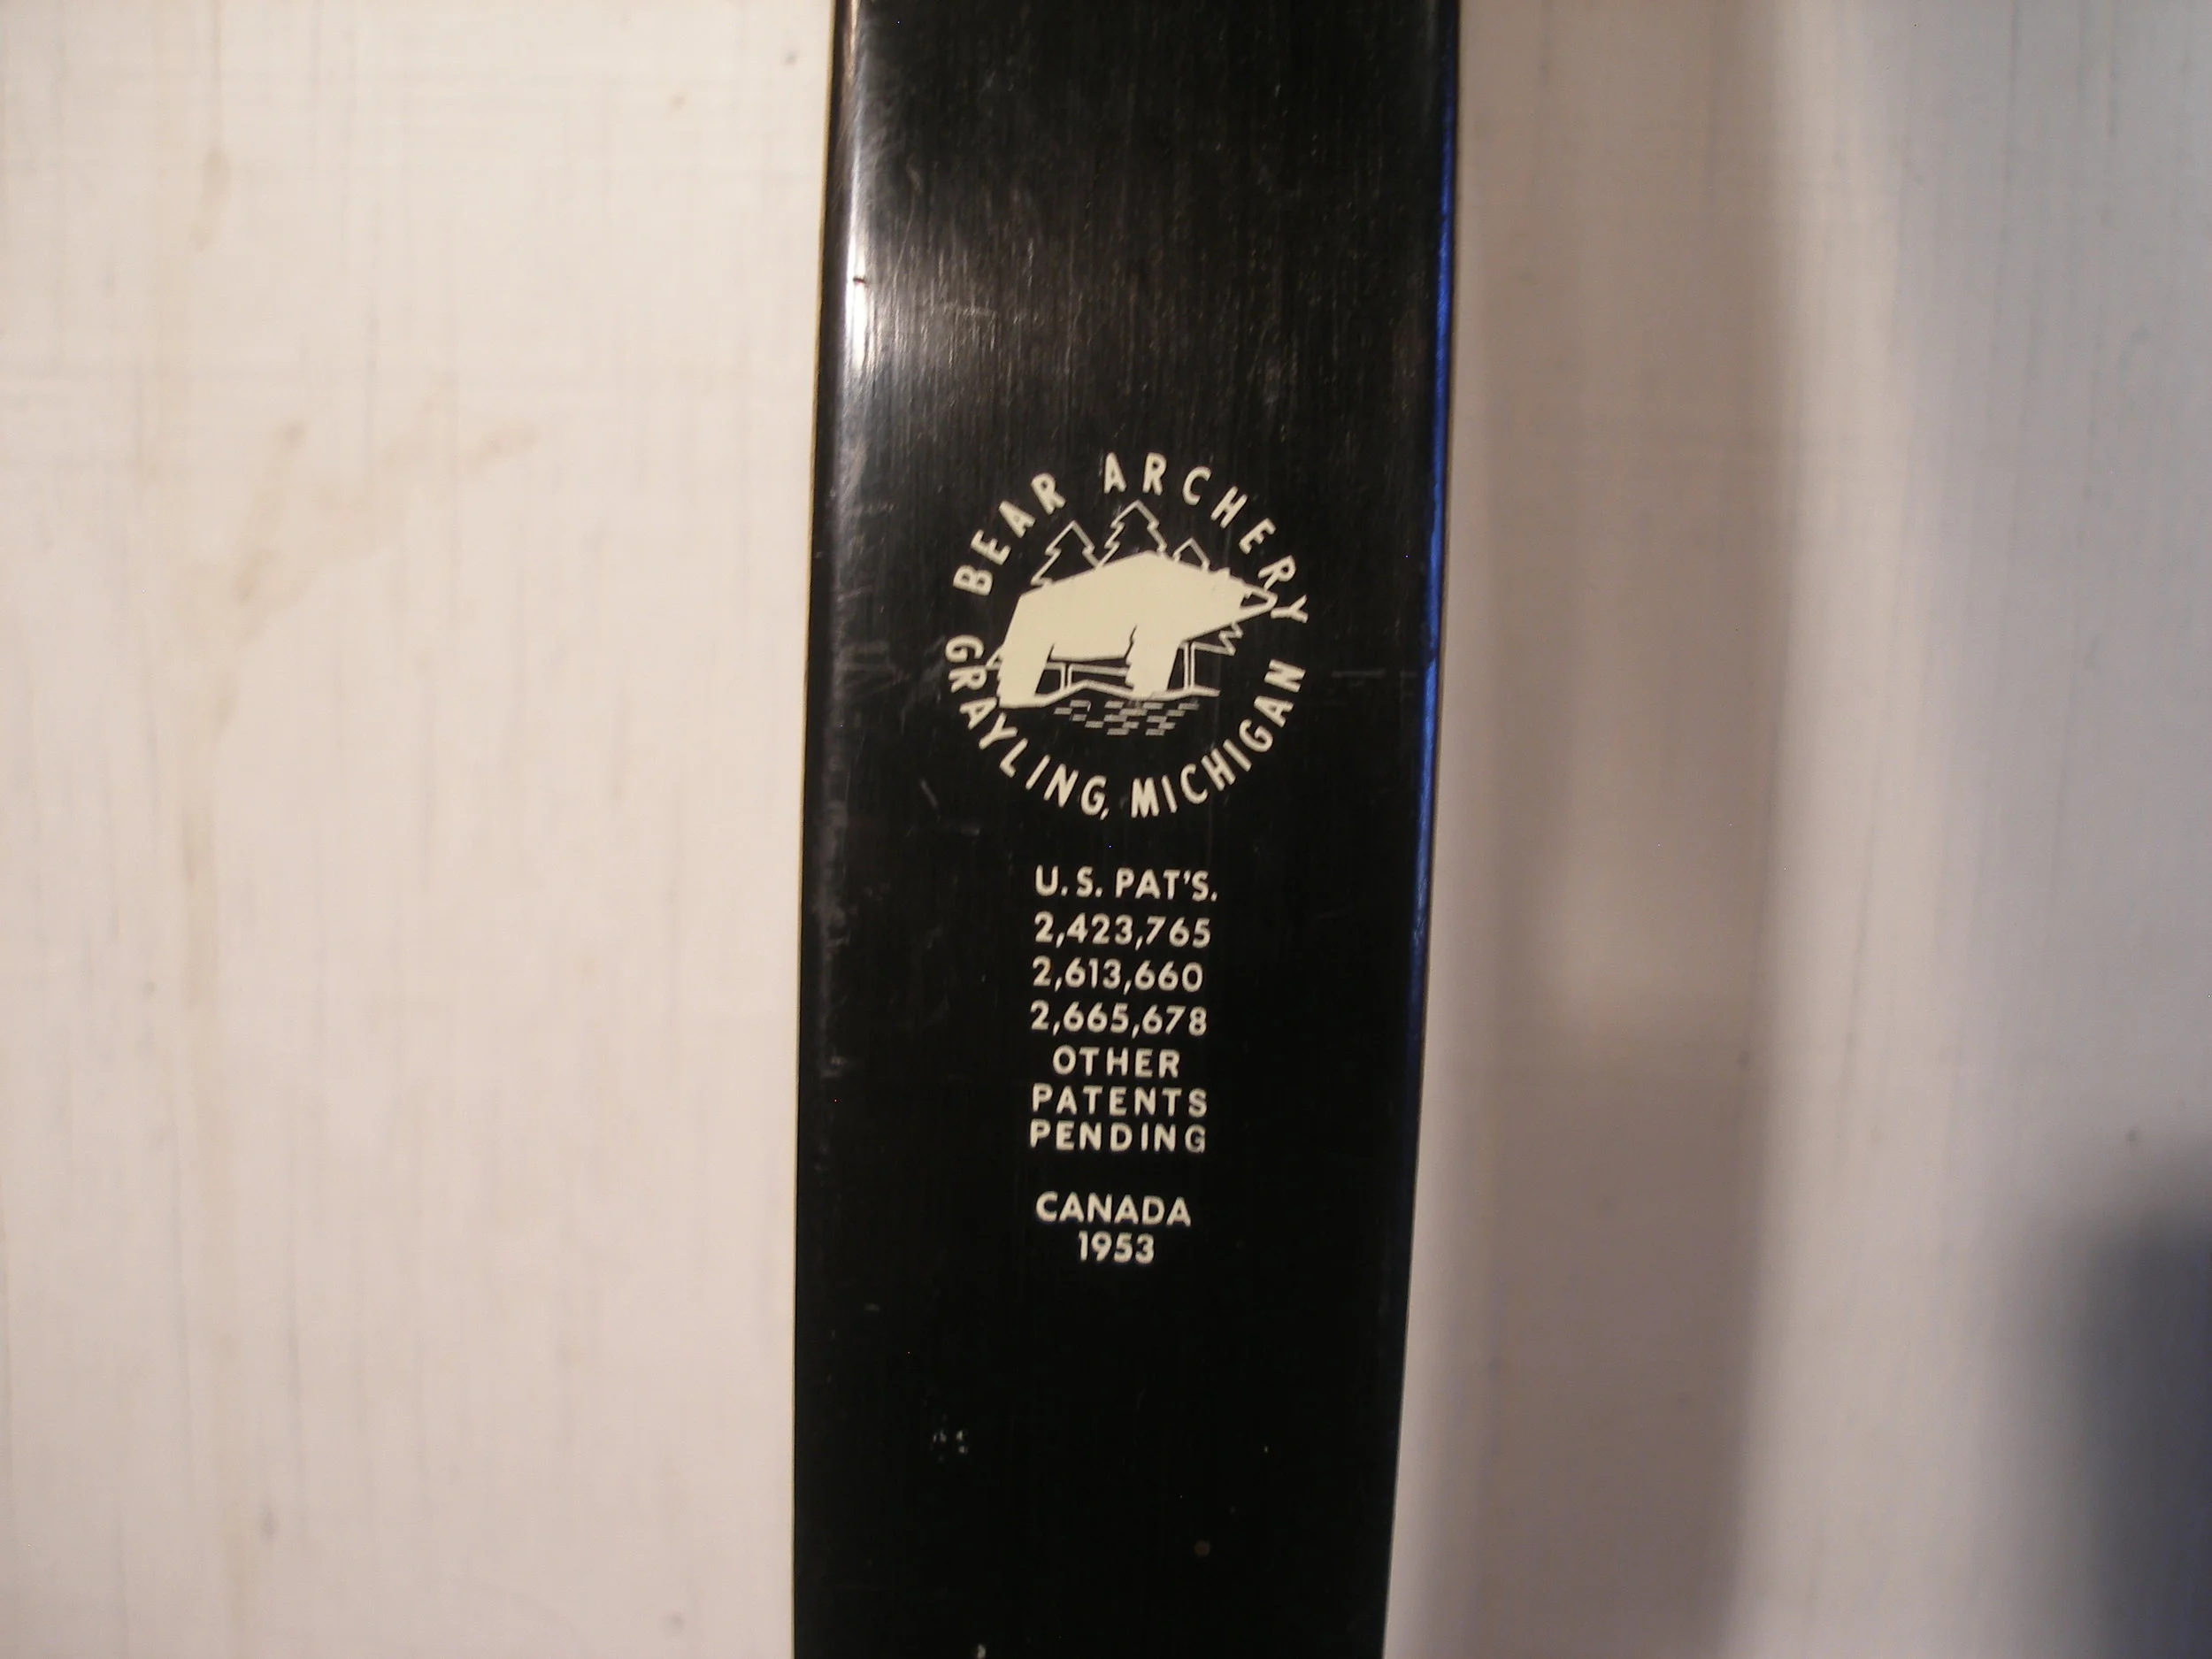 BEAR ARCHERY
GRAYLING, MICHIGAN
U.S. PAT'S.
2,423,765
2,613,660
2,665,678
OTHER
PATENTS
PENDING
CANADA
1953